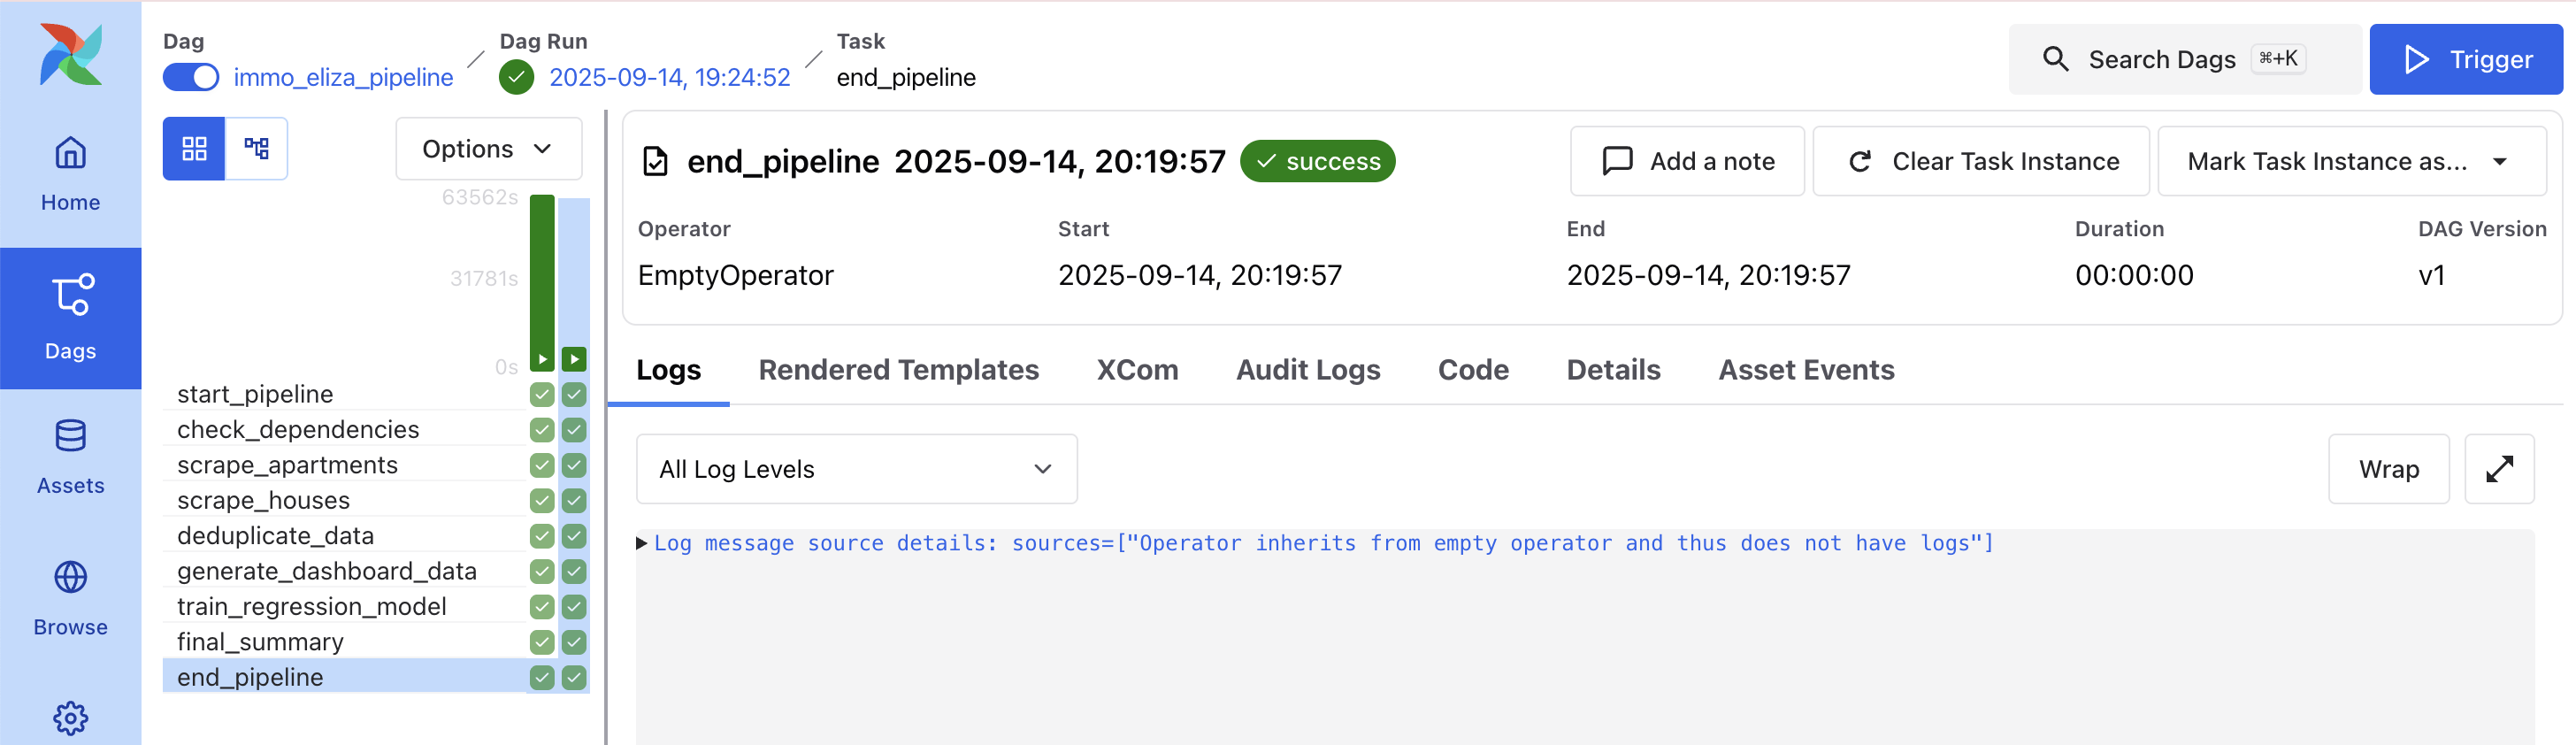 Dag
immo_eliza_pipeline
Dag Run
2025-09-14, 19:24:52
Task
end_pipeline
Search Dags ⌘+K
Trigger
Home
Dags
Assets
Browse
Options
63562s
31781s
0s
start_pipeline
check_dependencies
scrape_apartments
scrape_houses
deduplicate_data
generate_dashboard_data
train_regression_model
final_summary
end_pipeline
end_pipeline 2025-09-14, 20:19:57 success
Add a note
Clear Task Instance
Mark Task Instance as...
Operator Start End Duration DAG Version
EmptyOperator 2025-09-14, 20:19:57 2025-09-14, 20:19:57 00:00:00 v1
Logs Rendered Templates XCom Audit Logs Code Details Asset Events
All Log Levels
Wrap
Log message source details: sources=["Operator inherits from empty operator and thus does not have logs"]